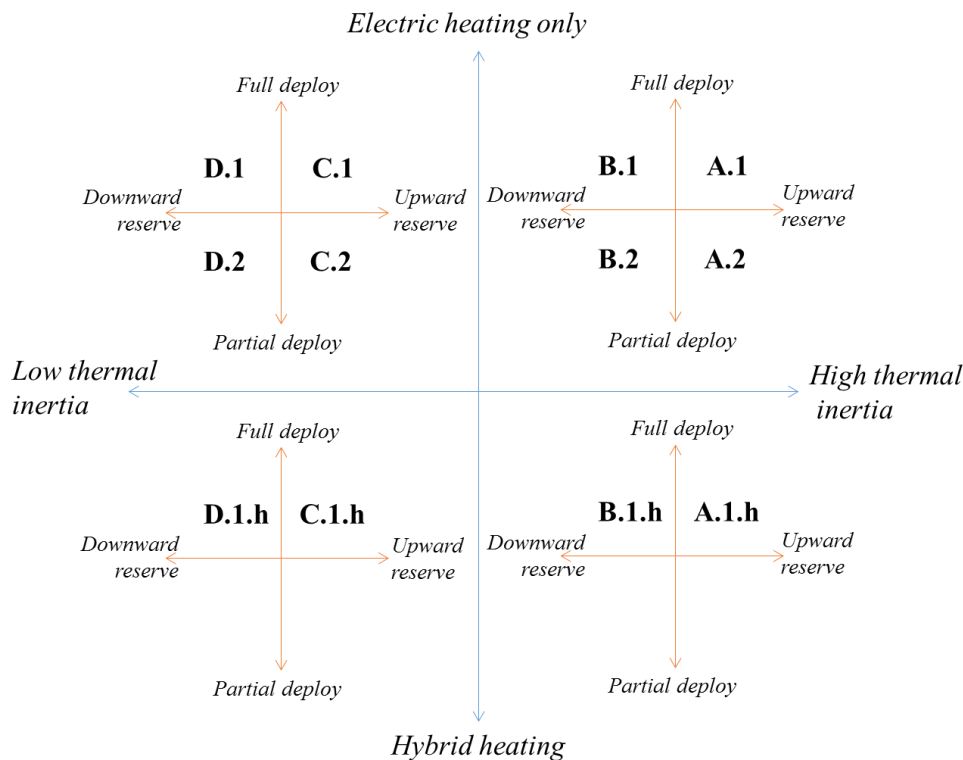 Electric heating only
Full deploy
D.1 C.1
Downward
reserve
Upward
reserve
D.2 C.2
Partial deploy
Full deploy
B.1 A.1
Downward
reserve
Upward
reserve
B.2 A.2
Partial deploy
Low thermal
inertia
High thermal
inertia
Full deploy
D.1.h C.1.h
Downward
reserve
Upward
reserve
Partial deploy
Full deploy
B.1.h A.1.h
Downward
reserve
Upward
reserve
Partial deploy
Hybrid heating